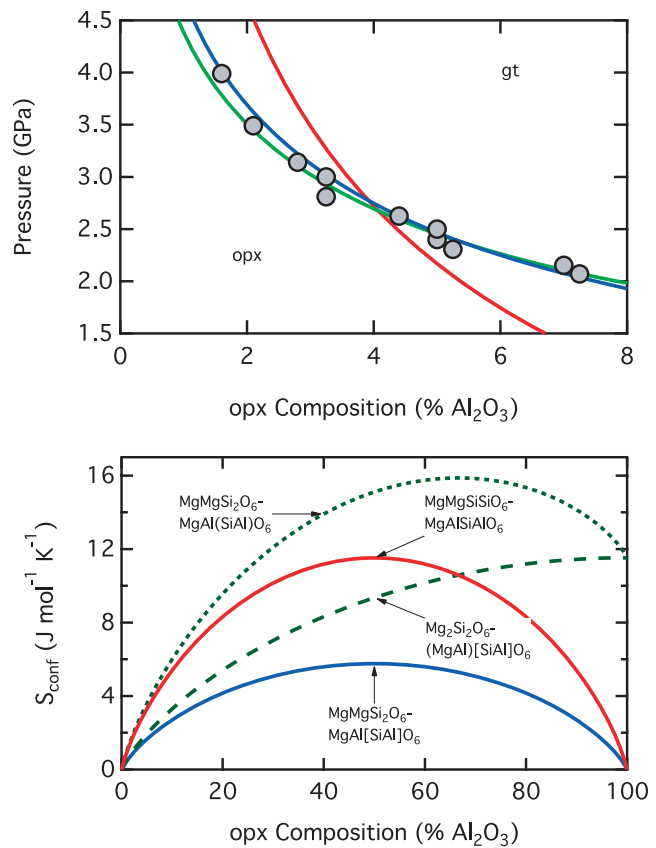 4.5
4.0
3.5
3.0
2.5
2.0
1.5
Pressure (GPa)
gt
opx
0
2
4
6
8
opx Composition (% Al₂O₃)
16
12
8
4
0
S_conf (J mol⁻¹ K⁻¹)
MgMgSi₂O₆-
MgAl(SiAl)O₆
MgMgSiSiO₆-
MgAlSiAlO₆
Mg₂Si₂O₆-
(MgAl)[SiAl]O₆
MgMgSi₂O₆-
MgAl[SiAl]O₆
0
20
40
60
80
100
opx Composition (% Al₂O₃)